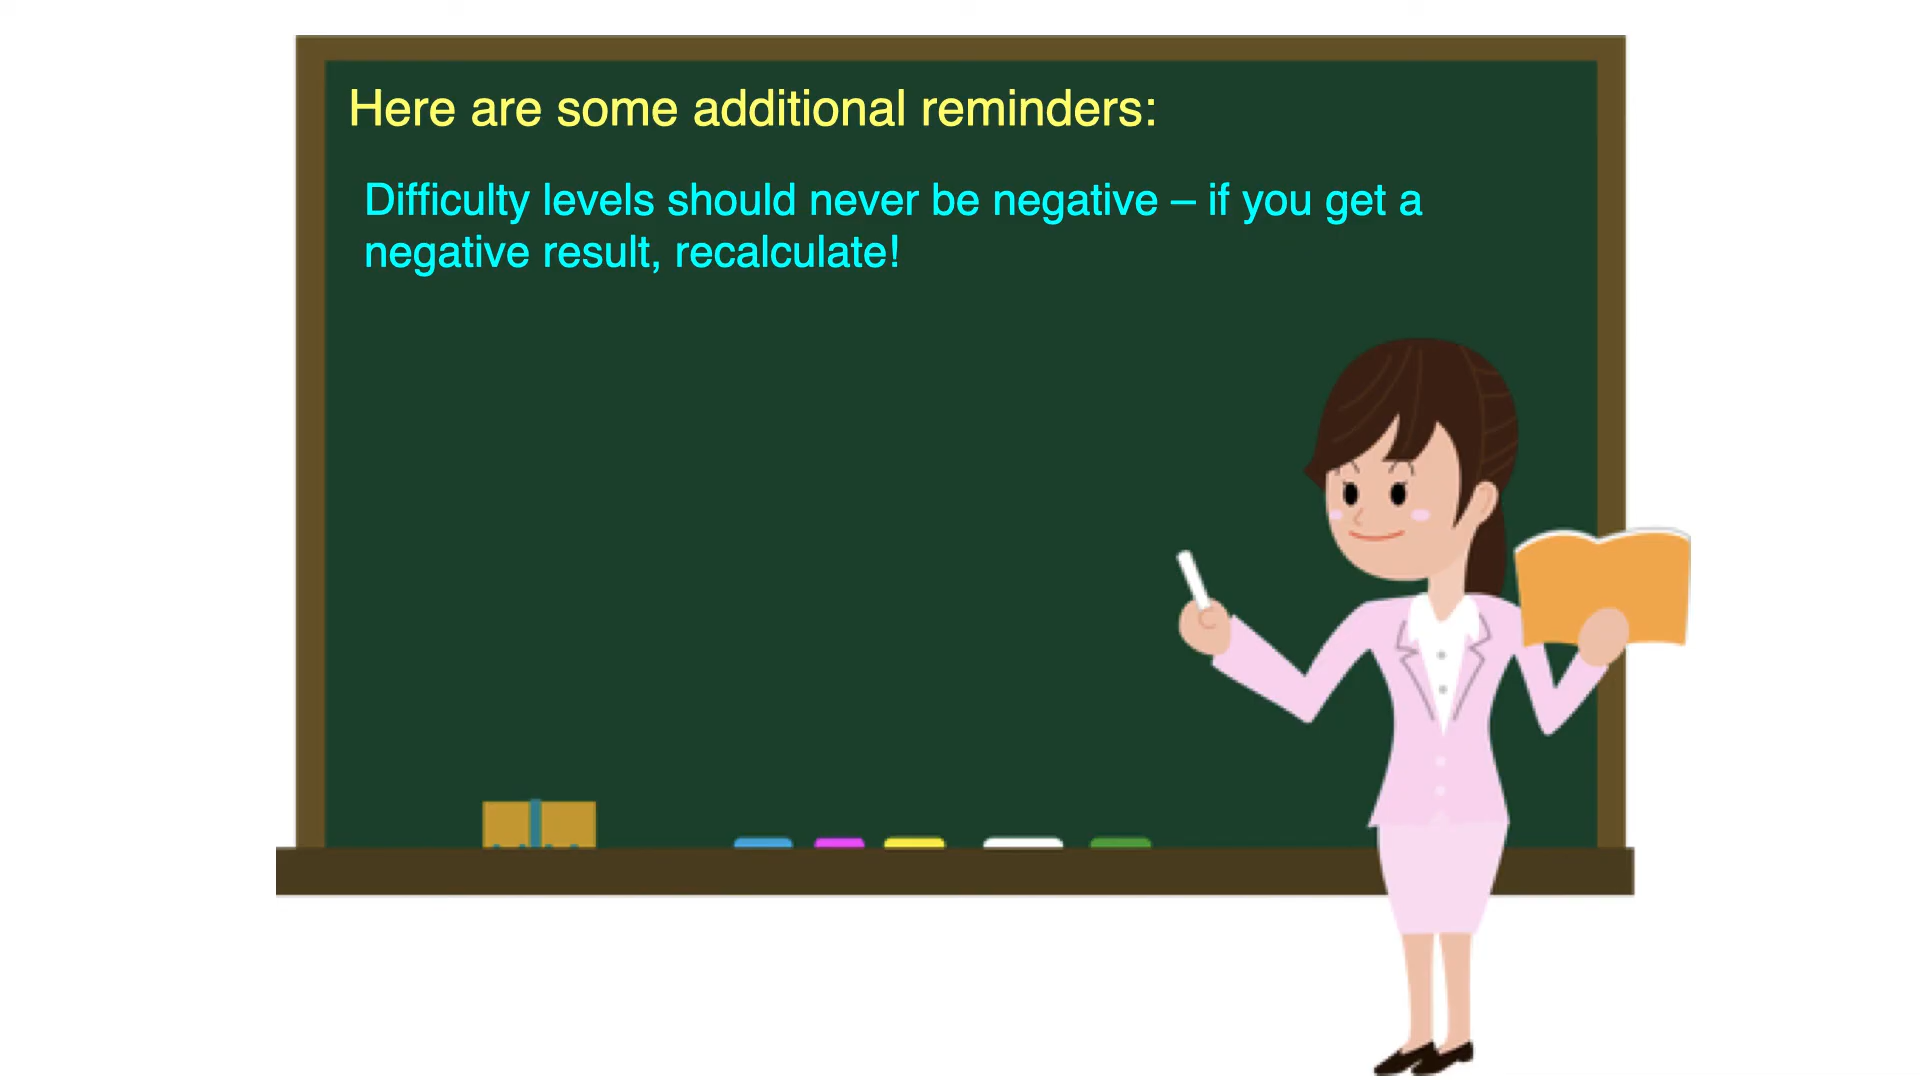 Here are some additional reminders:
Difficulty levels should never be negative – if you get a
negative result, recalculate!